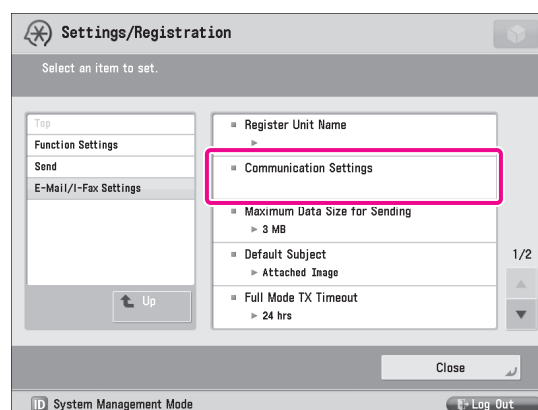 Settings/Registration
Select an item to set.
Top
Function Settings
Send
E-Mail/I-Fax Settings
Up
Register Unit Name
Communication Settings
Maximum Data Size for Sending
3 MB
Default Subject
Attached Image
Full Mode TX Timeout
24 hrs
1/2
Close
ID System Management Mode
Log Out